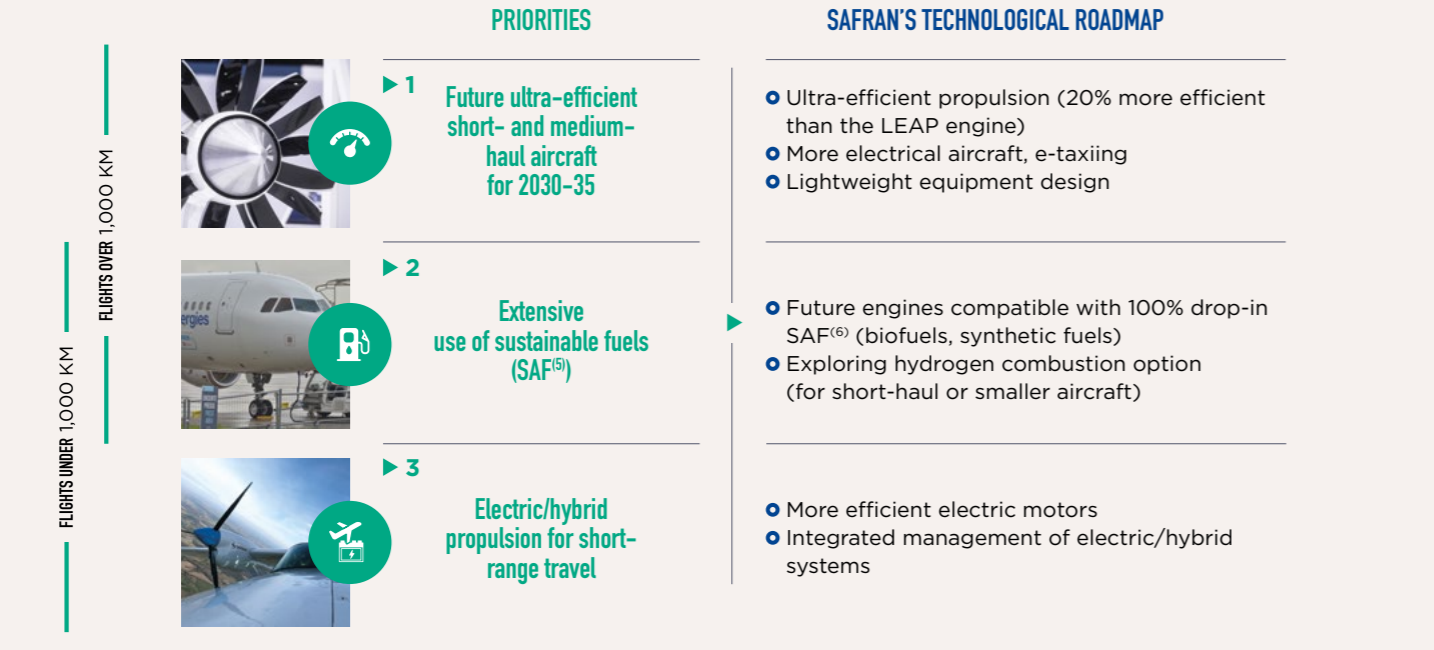 PRIORITIES
SAFRAN'S TECHNOLOGICAL ROADMAP
FLIGHTS OVER 1,000 KM
FLIGHTS UNDER 1,000 KM
1
Future ultra-efficient
short- and medium-
haul aircraft
for 2030-35
Ultra-efficient propulsion (20% more efficient
than the LEAP engine)
More electrical aircraft, e-taxiing
Lightweight equipment design
ergies
2
Extensive
use of sustainable fuels
(SAF(5))
Future engines compatible with 100% drop-in
SAF(6) (biofuels, synthetic fuels)
Exploring hydrogen combustion option
(for short-haul or smaller aircraft)
3
Electric/hybrid
propulsion for short-
range travel
More efficient electric motors
Integrated management of electric/hybrid
systems